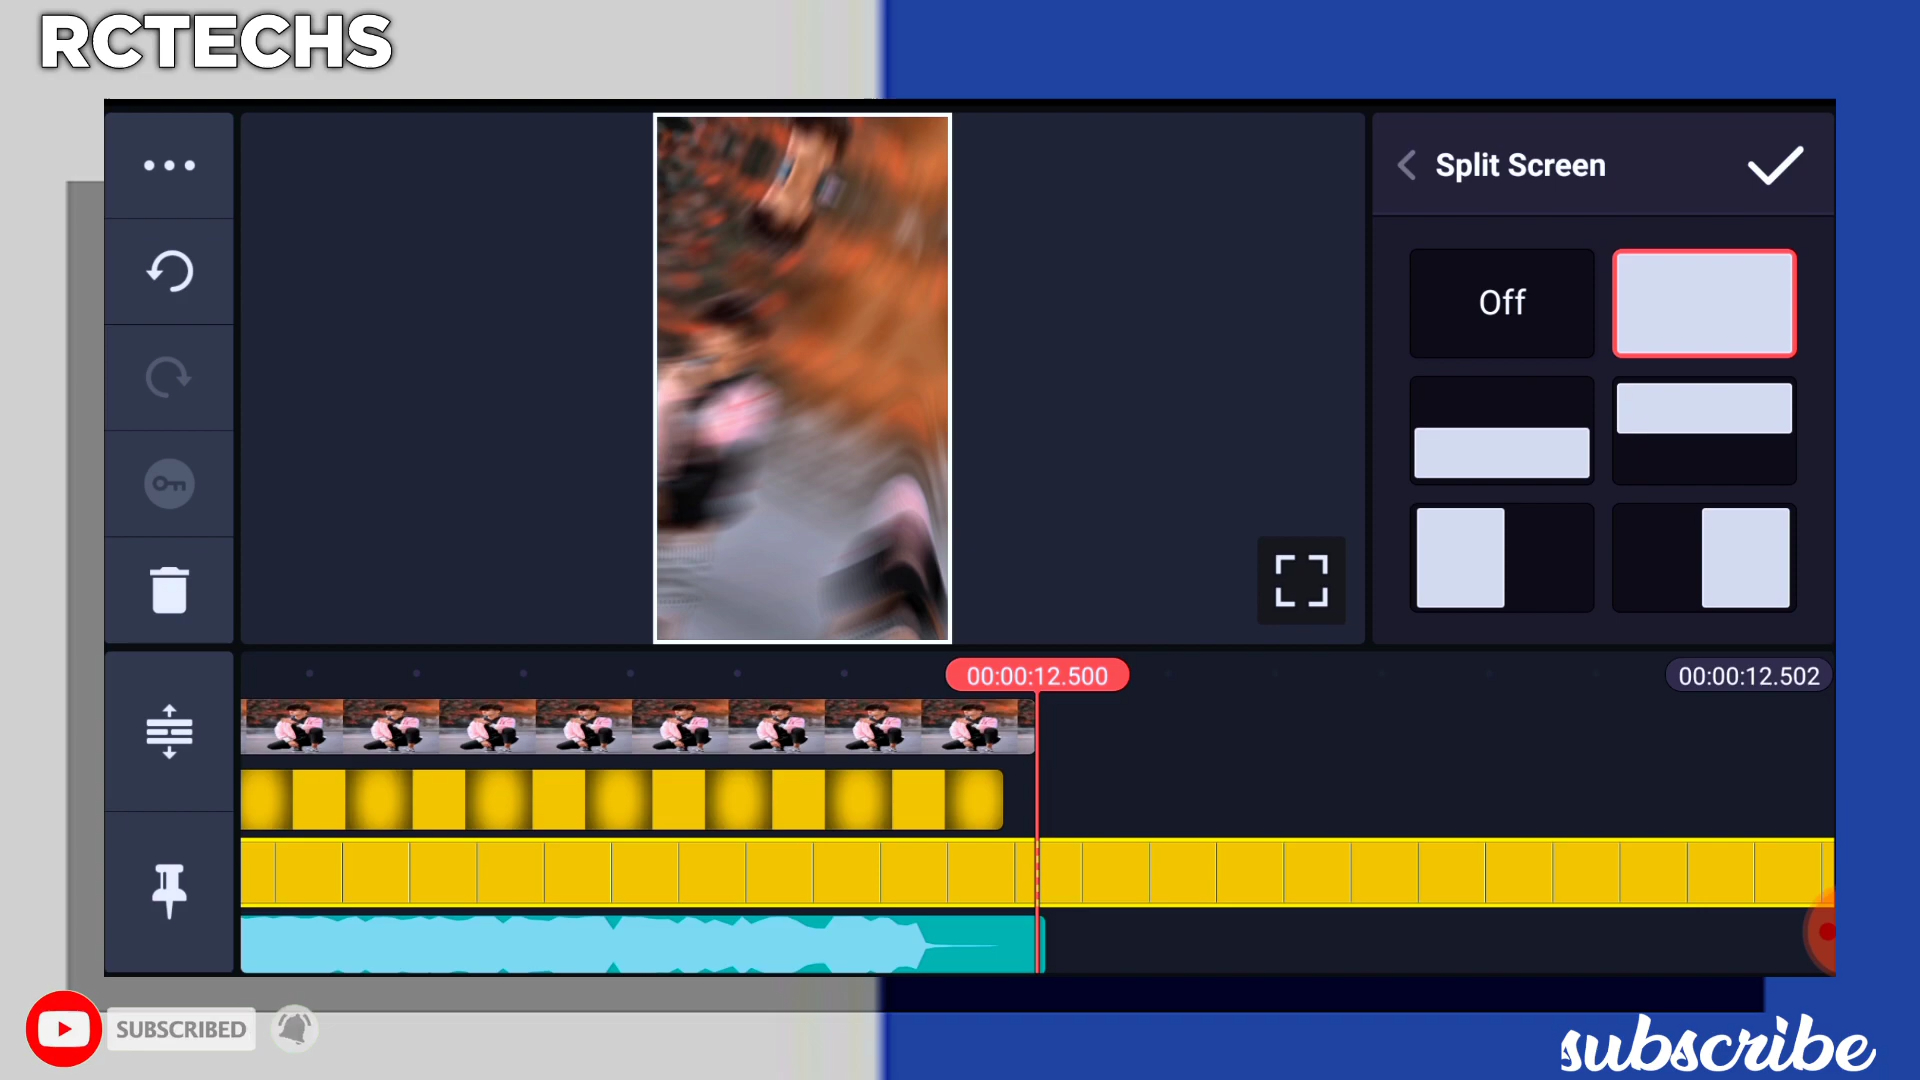 RCTECHS
Split Screen
Off
00:00:12.500
00:00:12.502
SUBSCRIBED
subscribe